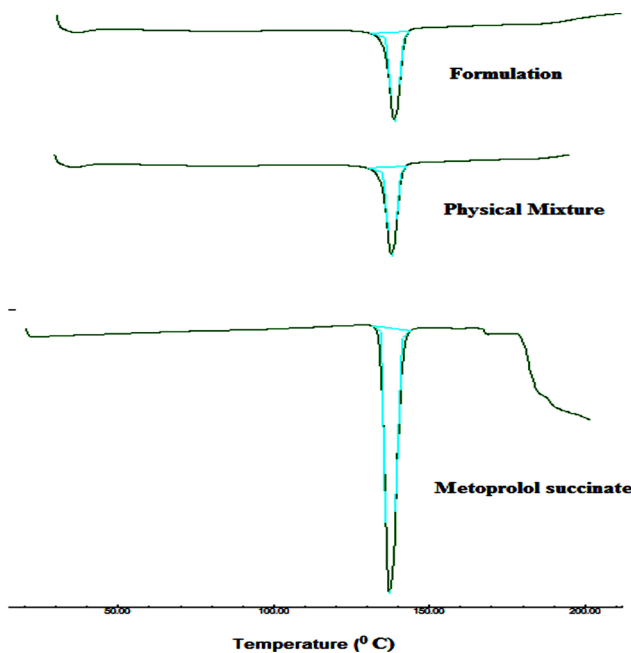 Formulation
Physical Mixture
Metoprolol succinate
50.00 100.00 150.00 200.00
Temperature (⁰ C)